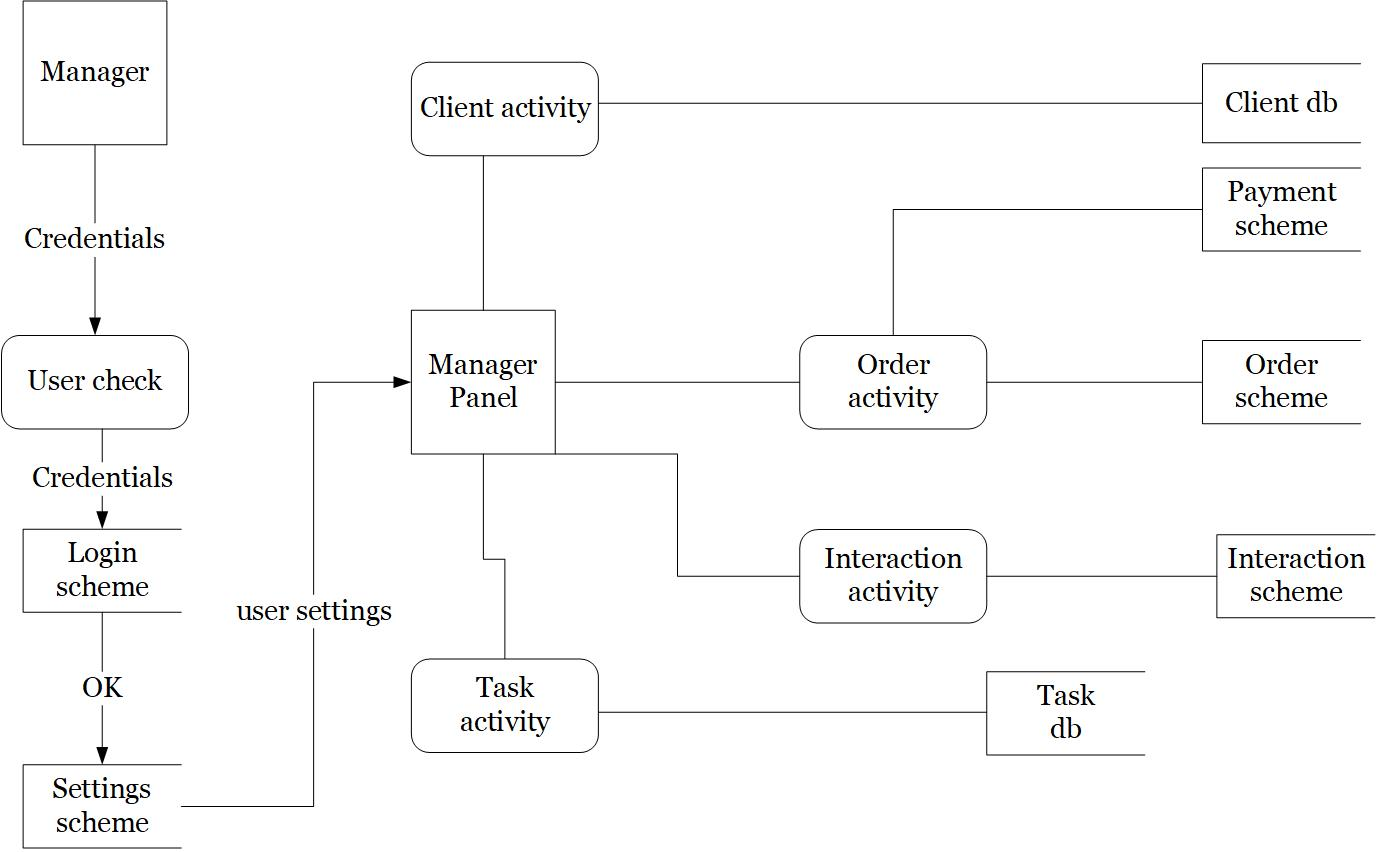 Manager
Credentials
User check
Credentials
Login
scheme
OK
Settings
scheme
user settings
Client activity
Manager
Panel
Task
activity
Order
activity
Interaction
activity
Client db
Payment
scheme
Order
scheme
Interaction
scheme
Task
db